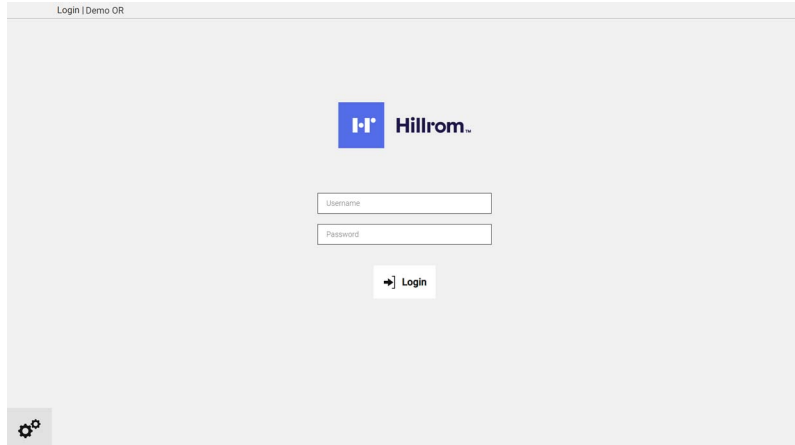 Login | Demo OR
Hillrom™
Username
Password
Login